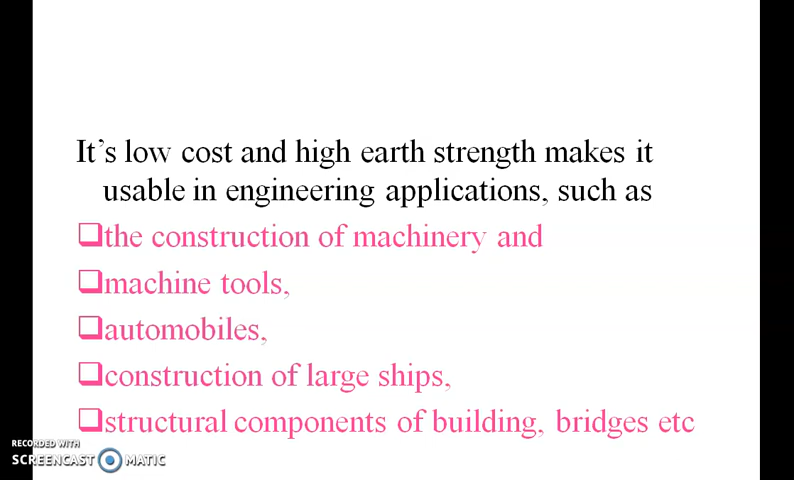 It's low cost and high earth strength makes it
usable in engineering applications, such as
❑the construction of machinery and
❑machine tools,
❑automobiles,
❑construction of large ships,
❑structural components of building, bridges etc
RECORDED WITH
SCREENCAST MATIC